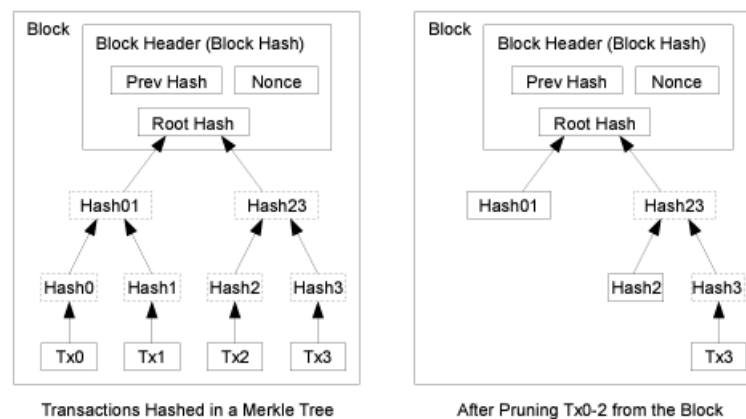 Block
Block Header (Block Hash)
Prev Hash
Nonce
Root Hash
Hash01
Hash23
Hash0
Hash1
Hash2
Hash3
Tx0
Tx1
Tx2
Tx3
Transactions Hashed in a Merkle Tree
Block
Block Header (Block Hash)
Prev Hash
Nonce
Root Hash
Hash01
Hash23
Hash2
Hash3
Tx3
After Pruning Tx0-2 from the Block